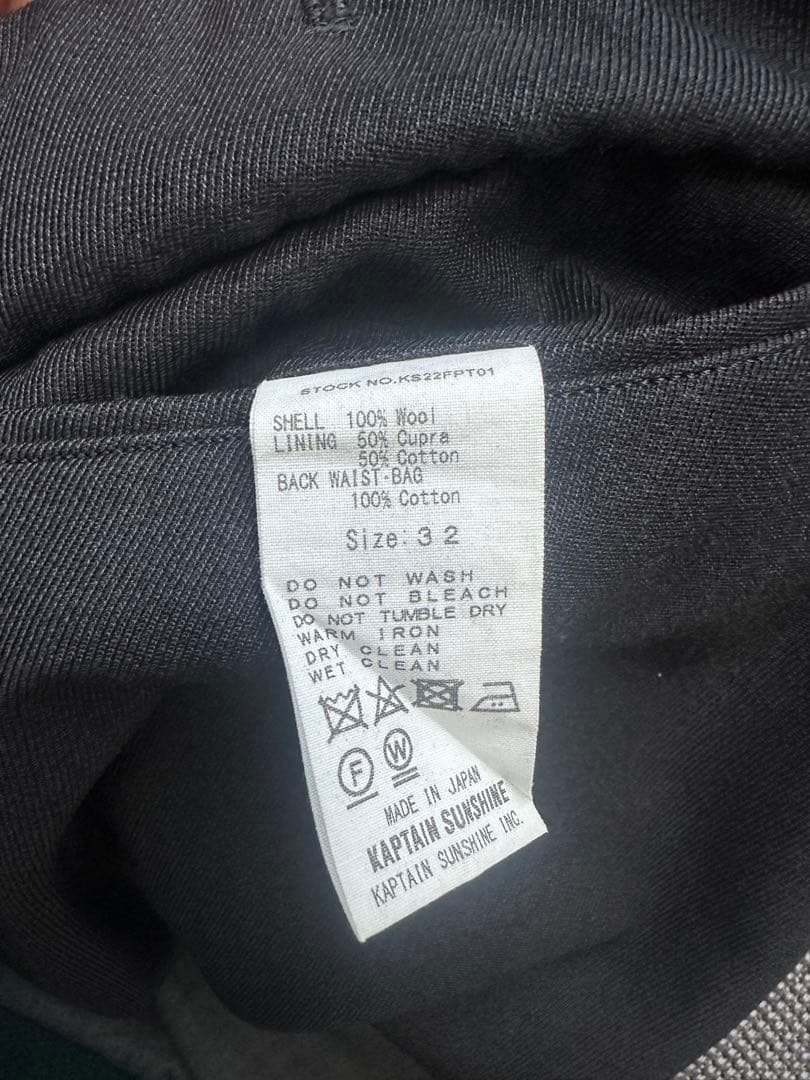 STOCK NO.KS22FPT01
SHELL 100% Wool
LINING 50% Cupra
50% Cotton
BACK WAIST·BAG
100% Cotton
Size: 32
DO NOT WASH
DO NOT BLEACH
DO NOT TUMBLE DRY
WARM IRON
DRY CLEAN
WET CLEAN
F W
MADE IN JAPAN
KAPTAIN SUNSHINE
KAPTAIN SUNSHINE INC.